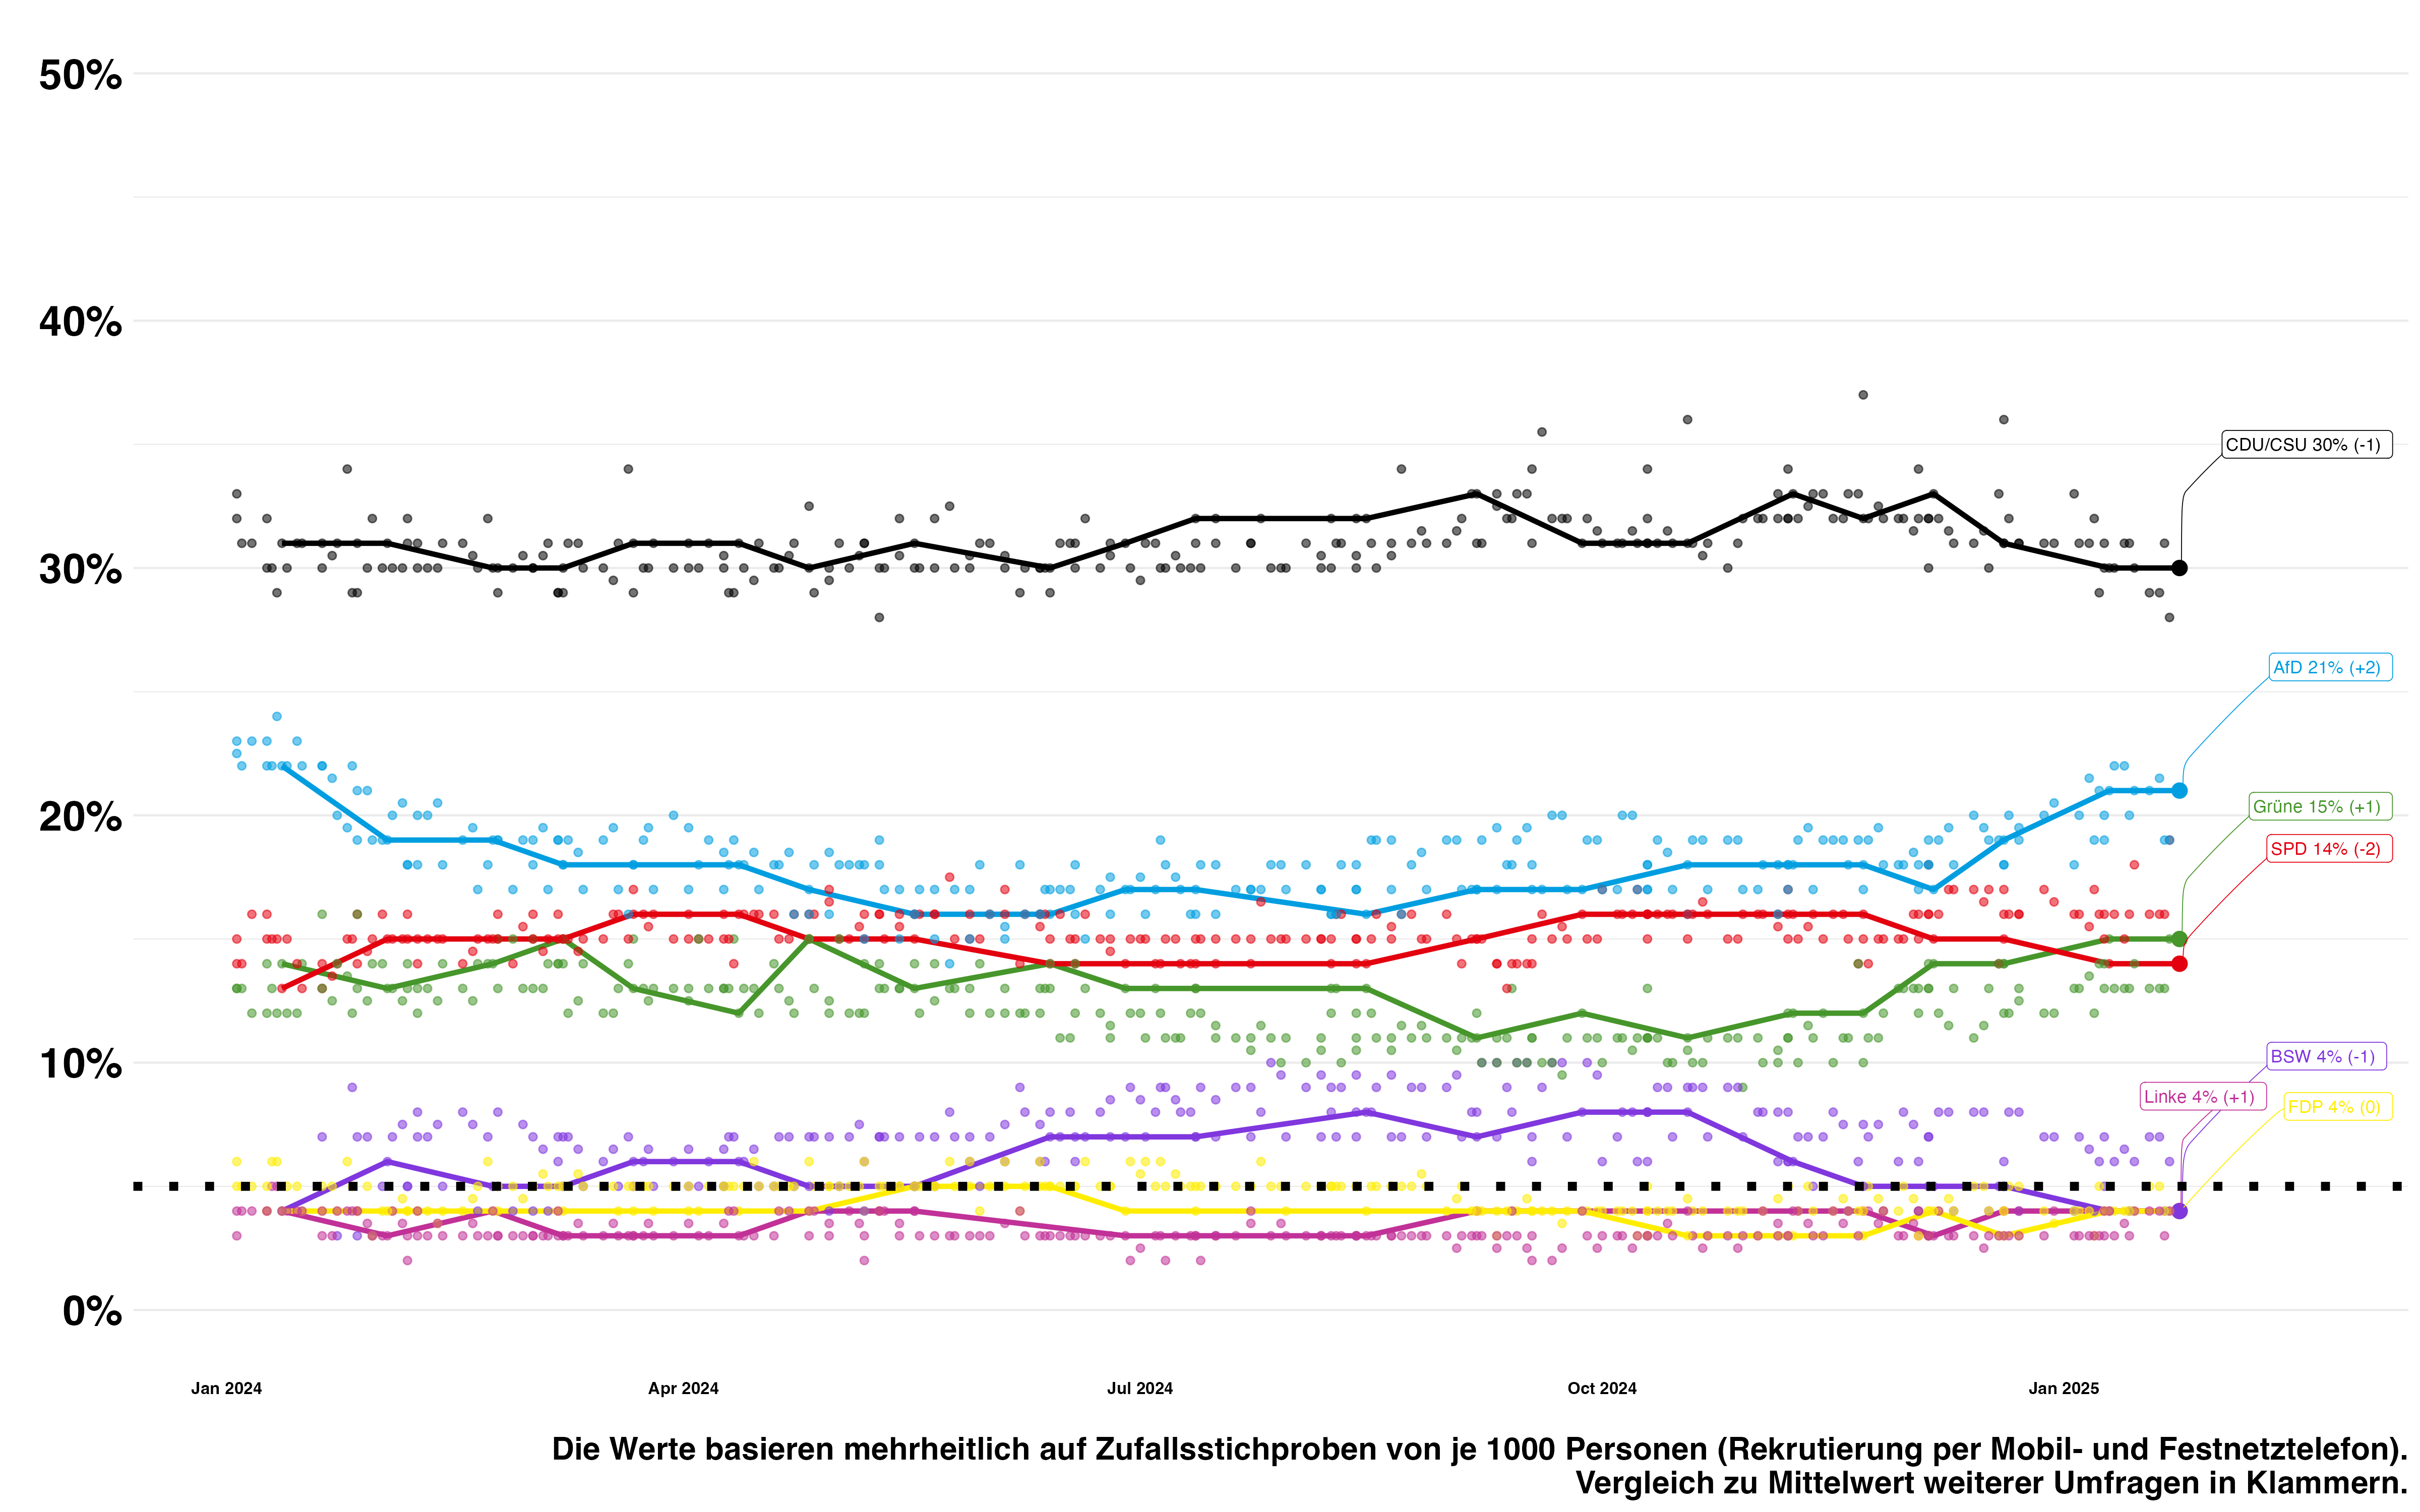 50%
40%
30%
20%
10%
0%
CDU/CSU 30% (-1)
AfD 21% (+2)
Grüne 15% (+1)
SPD 14% (-2)
BSW 4% (-1)
Linke 4% (+1)
FDP 4% (0)
Jan 2024
Apr 2024
Jul 2024
Oct 2024
Jan 2025
Die Werte basieren mehrheitlich auf Zufallsstichproben von je 1000 Personen (Rekrutierung per Mobil- und Festnetztelefon).
Vergleich zu Mittelwert weiterer Umfragen in Klammern.